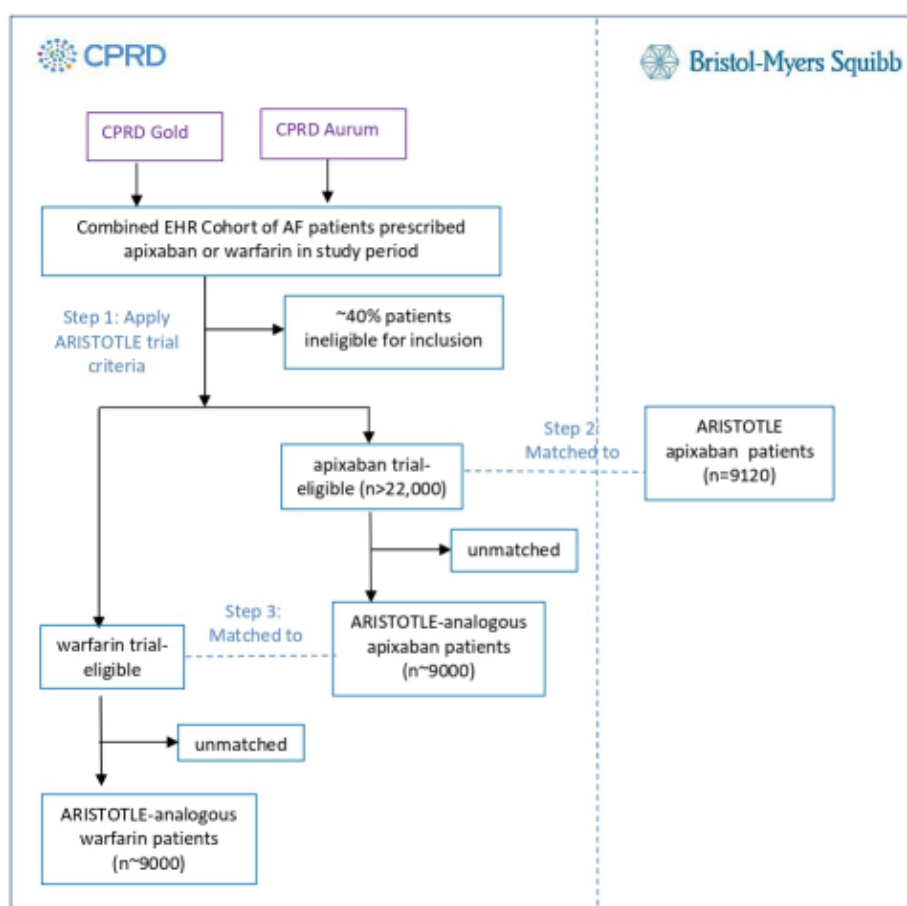 CPRD
Bristol-Myers Squibb
CPRD Gold
CPRD Aurum
Combined EHR Cohort of AF patients prescribed
apixaban or warfarin in study period
Step 1: Apply
ARISTOTLE trial
criteria
~40% patients
ineligible for inclusion
Step 2:
Matched to
ARISTOTLE
apixaban patients
(n=9120)
apixaban trial-
eligible (n>22,000)
unmatched
Step 3:
Matched to
ARISTOTLE-analogous
apixaban patients
(n~9000)
warfarin trial-
eligible
unmatched
ARISTOTLE-analogous
warfarin patients
(n~9000)